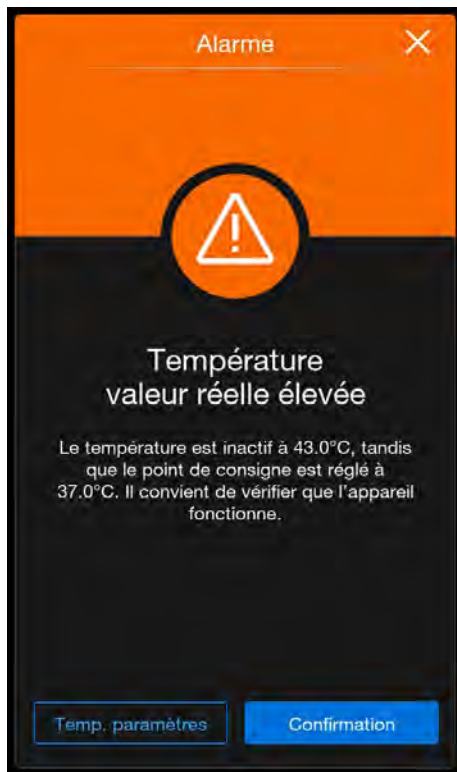 Alarme
Température
valeur réelle élevée
Le température est inactif à 43.0°C, tandis
que le point de consigne est réglé à
37.0°C. Il convient de vérifier que l'appareil
fonctionne.
Temp. paramètres
Confirmation